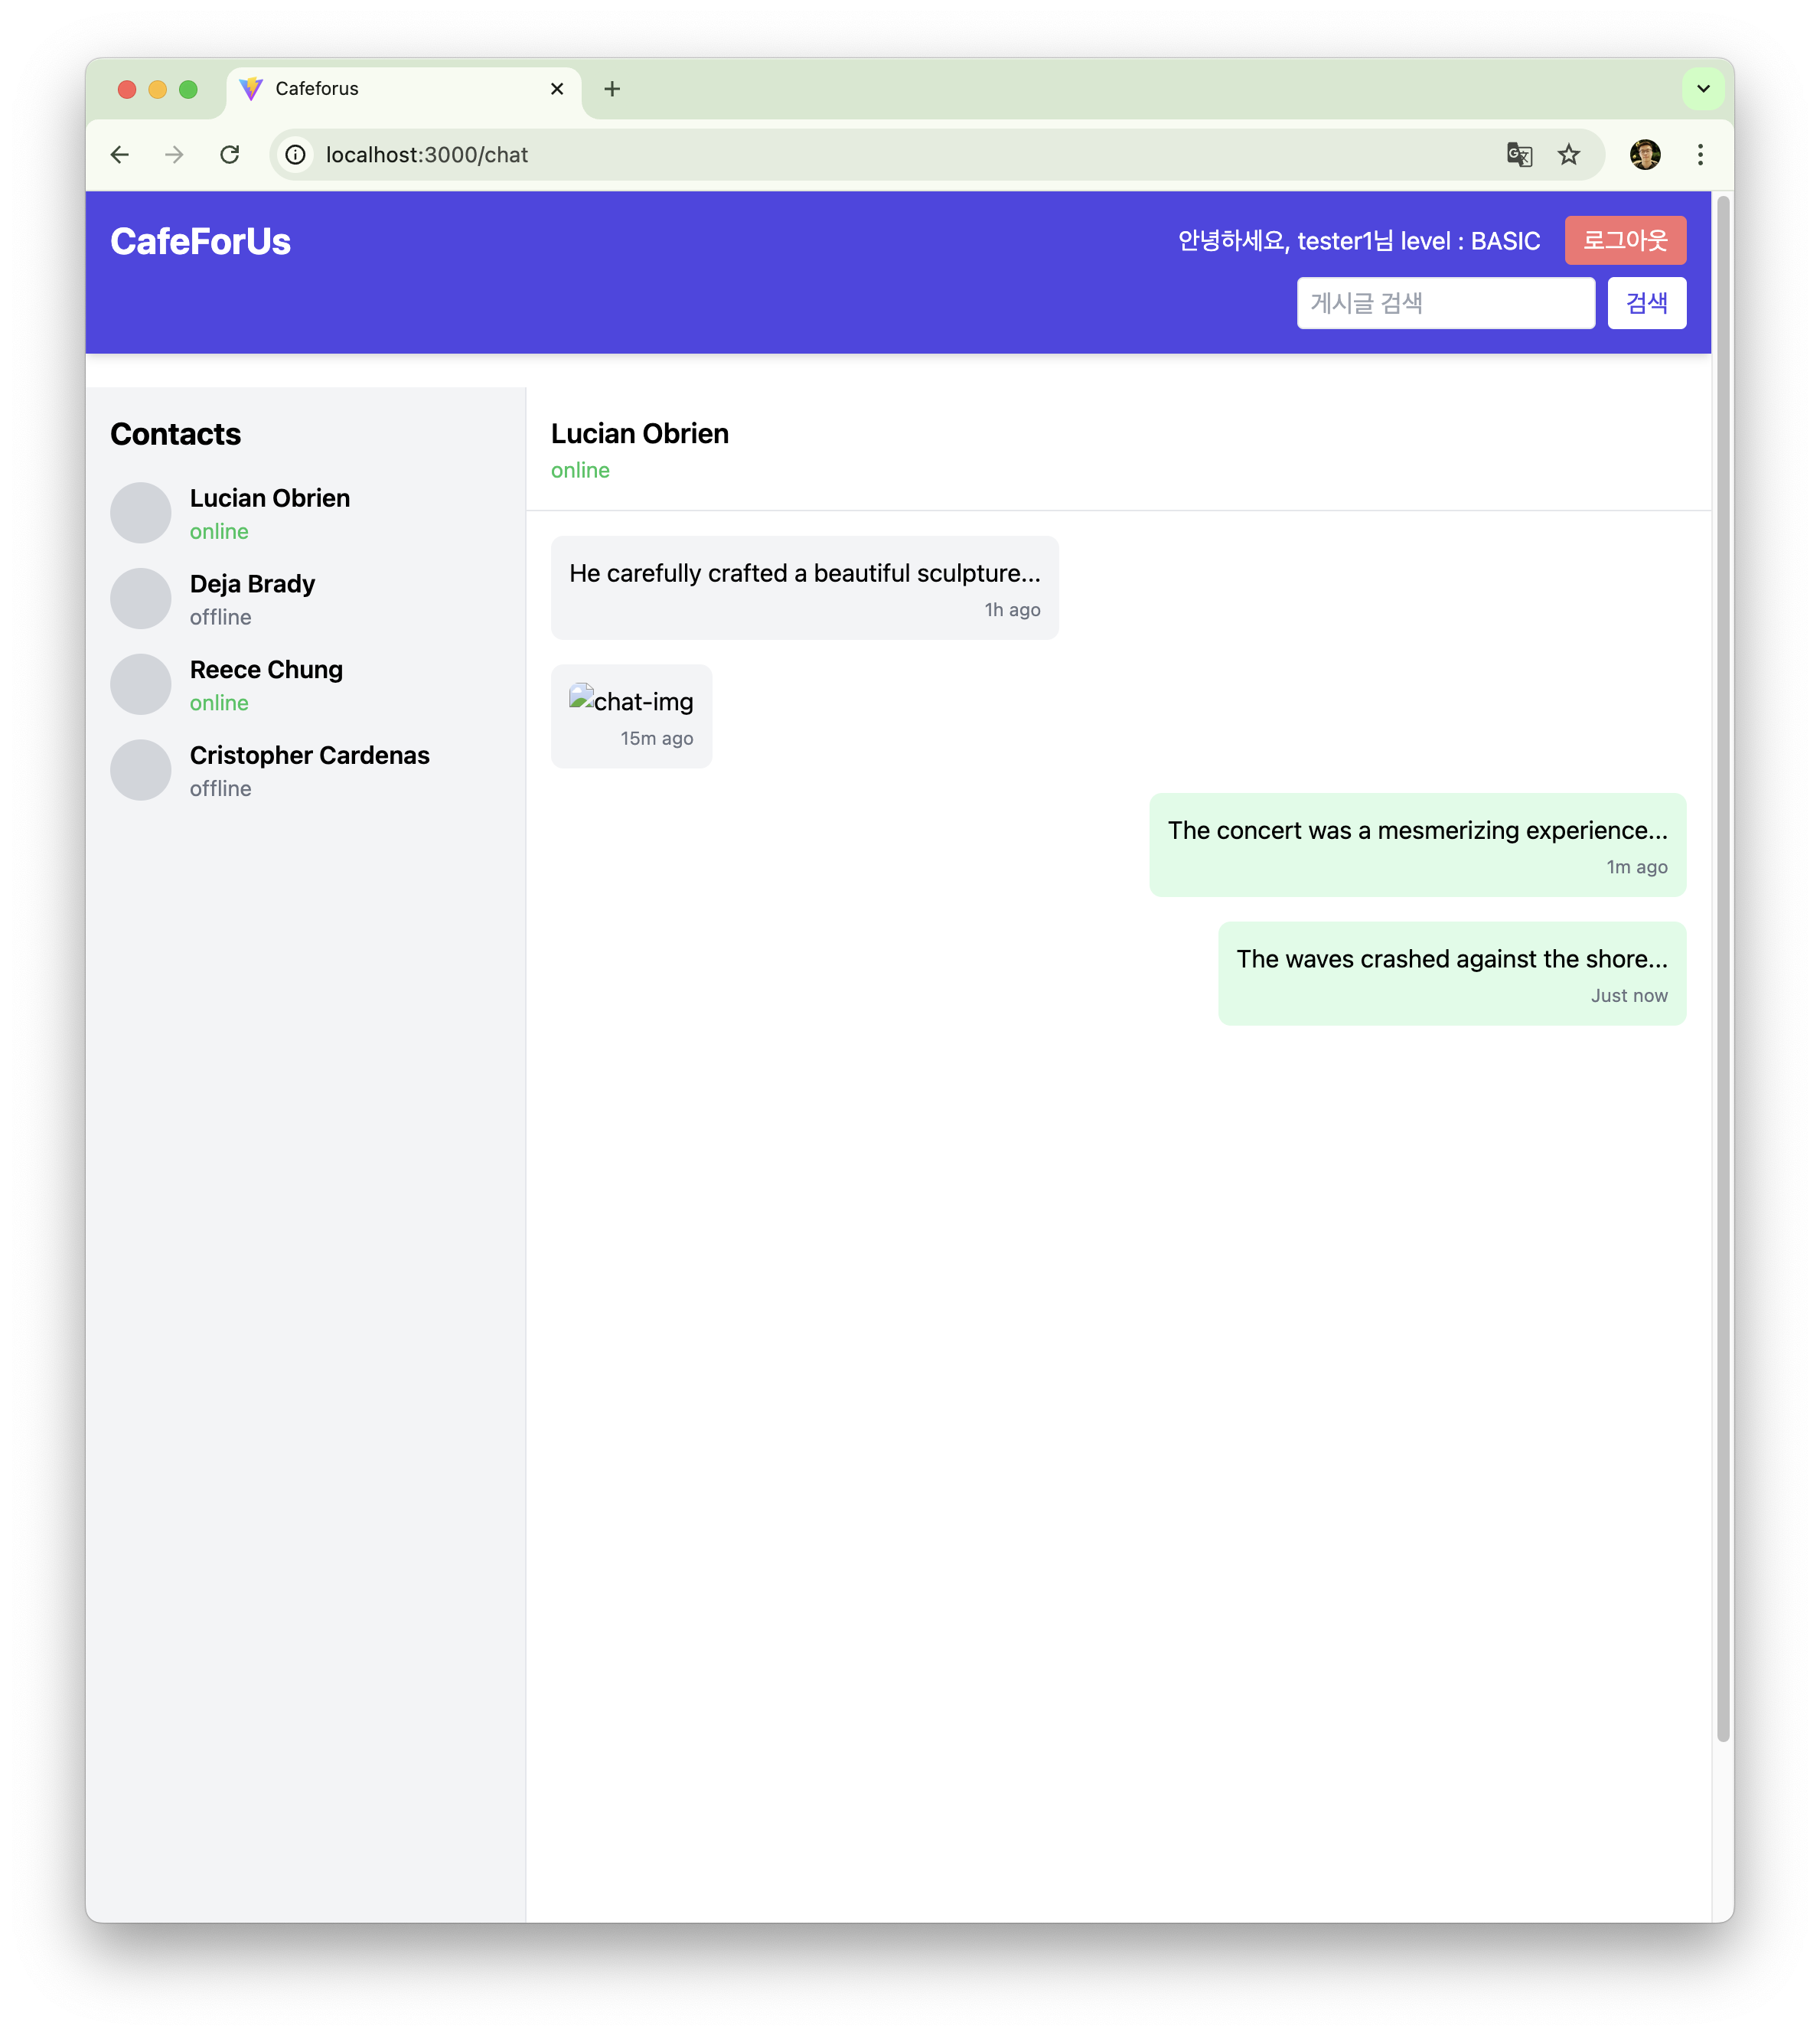 Cafeforus
localhost:3000/chat
CafeForUs
안녕하세요, tester1님 level : BASIC
로그아웃
게시글 검색
검색
Contacts
Lucian Obrien
online
Deja Brady
offline
Reece Chung
online
Cristopher Cardenas
offline
Lucian Obrien
online
He carefully crafted a beautiful sculpture...
1h ago
chat-img
15m ago
The concert was a mesmerizing experience...
1m ago
The waves crashed against the shore...
Just now